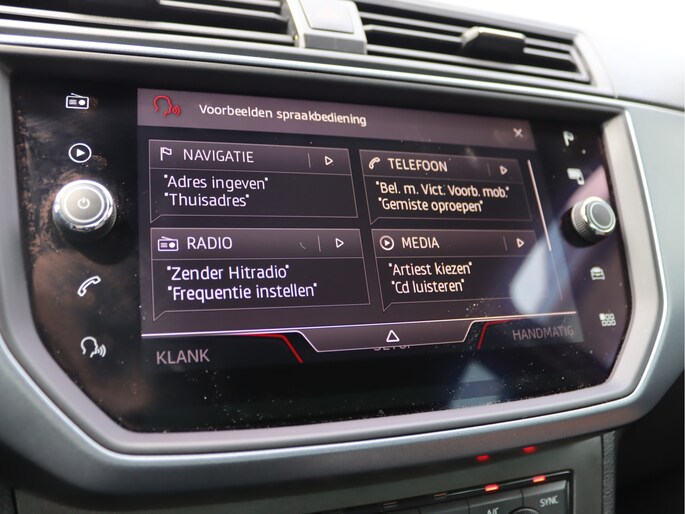 Voorbeelden spraakbediening
NAVIGATIE
"Adres ingeven"
"Thuisadres"
TELEFOON
"Bel. m. Vict. Voorb. mob."
"Gemiste oproepen"
RADIO
"Zender Hitradio"
"Frequentie instellen"
MEDIA
"Artiest kiezen"
"Cd luisteren"
KLANK
HANDMATIG
A/C
SYNC